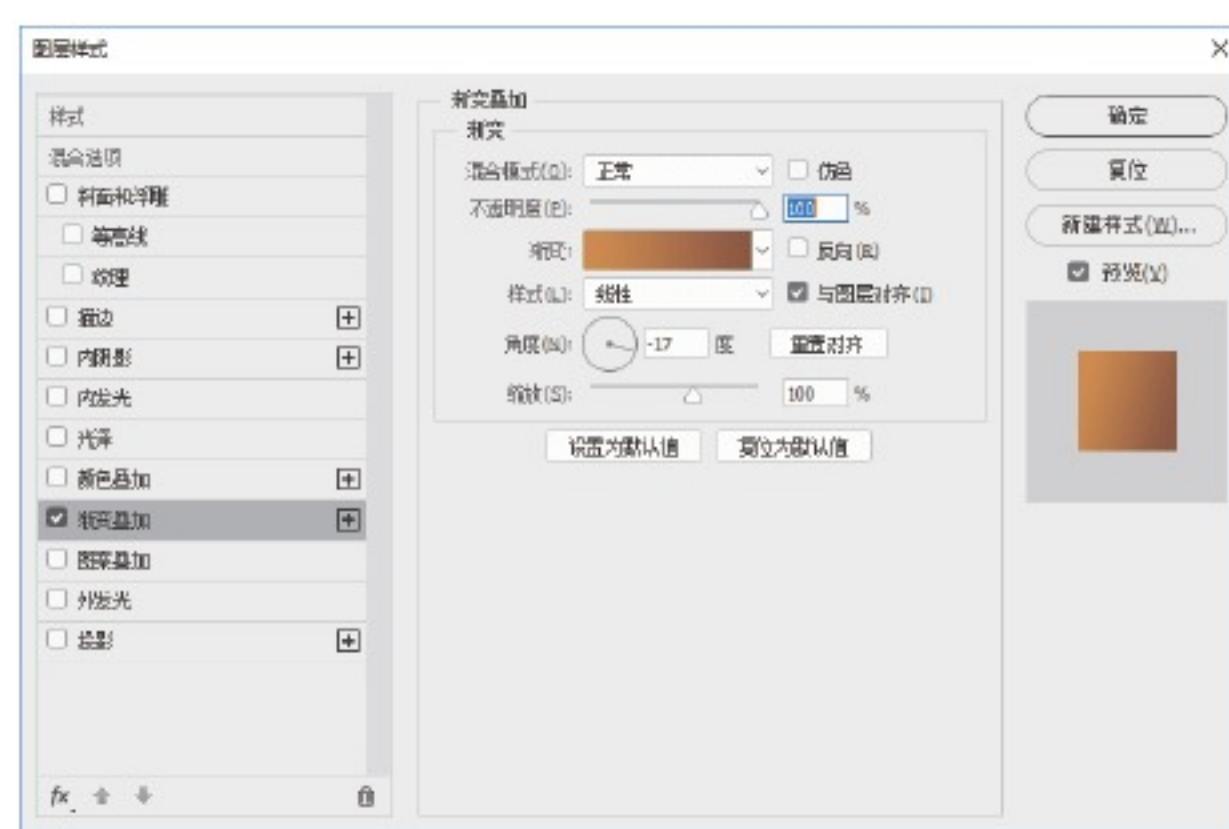 图层样式
样式
混合选项
斜面和浮雕
等高线
纹理
描边
内阴影
内发光
光泽
颜色叠加
渐变叠加
图案叠加
外发光
投影
fx
渐变叠加
渐变
混合模式(O): 正常 仿色
不透明度(P): 100 %
渐变: 反向(R)
样式(L): 线性 与图层对齐(I)
角度(N): -17 度 重置对齐
缩放(S): 100 %
设置为默认值 复位为默认值
确定
复位
新建样式(W)...
预览(V)